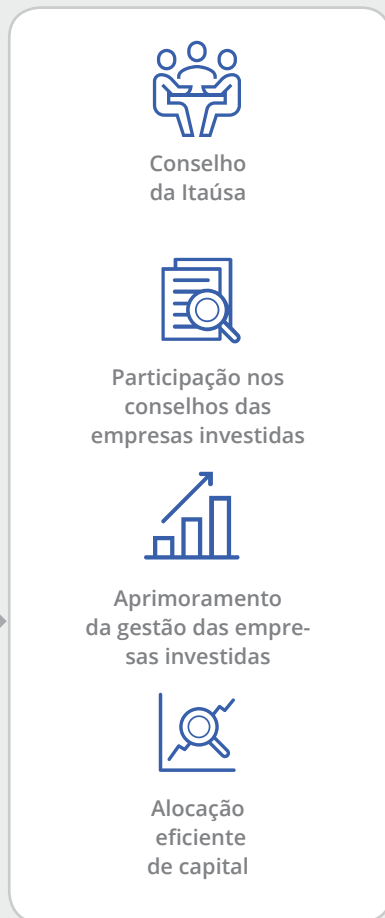 Conselho
da Itaúsa
Participação nos
conselhos das
empresas investidas
Aprimoramento
da gestão das empre-
sas investidas
Alocação
eficiente
de capital